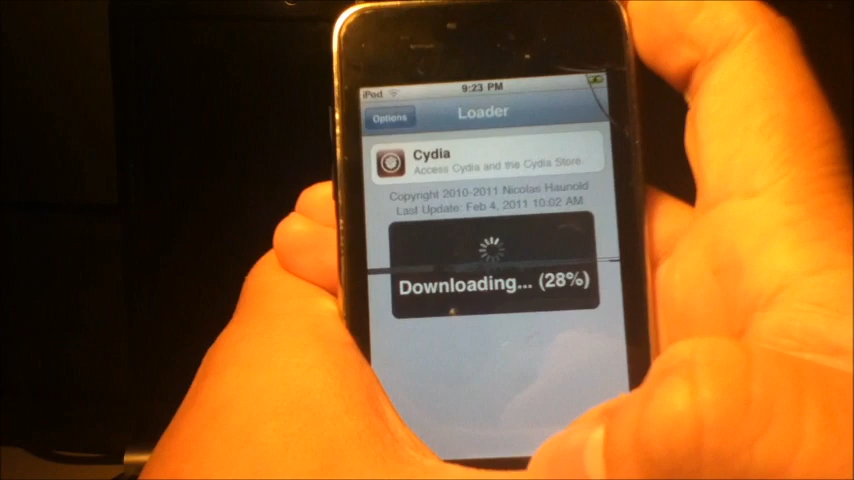 iPod 9:23 PM
Options Loader
Cydia
Access Cydia and the Cydia Store.
Copyright 2010-2011 Nicolas Haunold
Last Update: Feb 4, 2011 10:02 AM
Downloading... (28%)